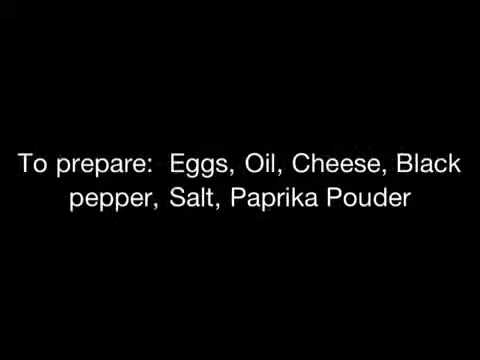 To prepare:  Eggs, Oil, Cheese, Black
pepper, Salt, Paprika Pouder